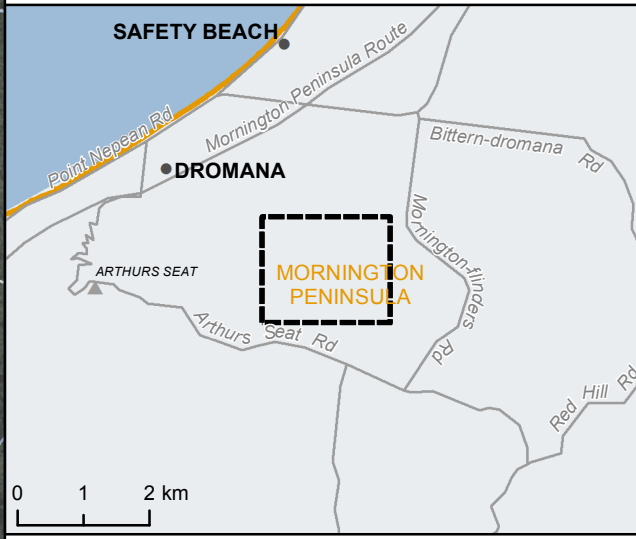 SAFETY BEACH
Mornington Peninsula Route
Point Nepean Rd
Bittern-dromana Rd
DROMANA
Mornington-flinders Rd
ARTHURS SEAT
MORNINGTON
PENINSULA
Arthurs Seat Rd
Red Hill Rd
0 1 2 km